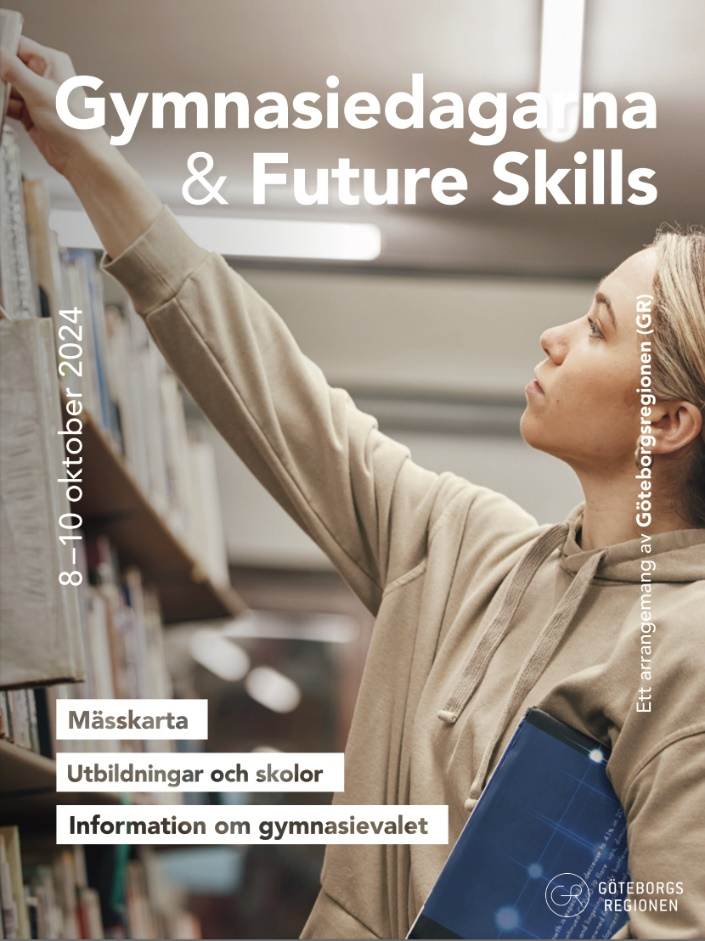 Gymnasiedagarna
& Future Skills
8–10 oktober 2024
Ett arrangemang av Göteborgsregionen (GR)
Mässkarta
Utbildningar och skolor
Information om gymnasievalet
GR
GÖTEBORGS
REGIONEN